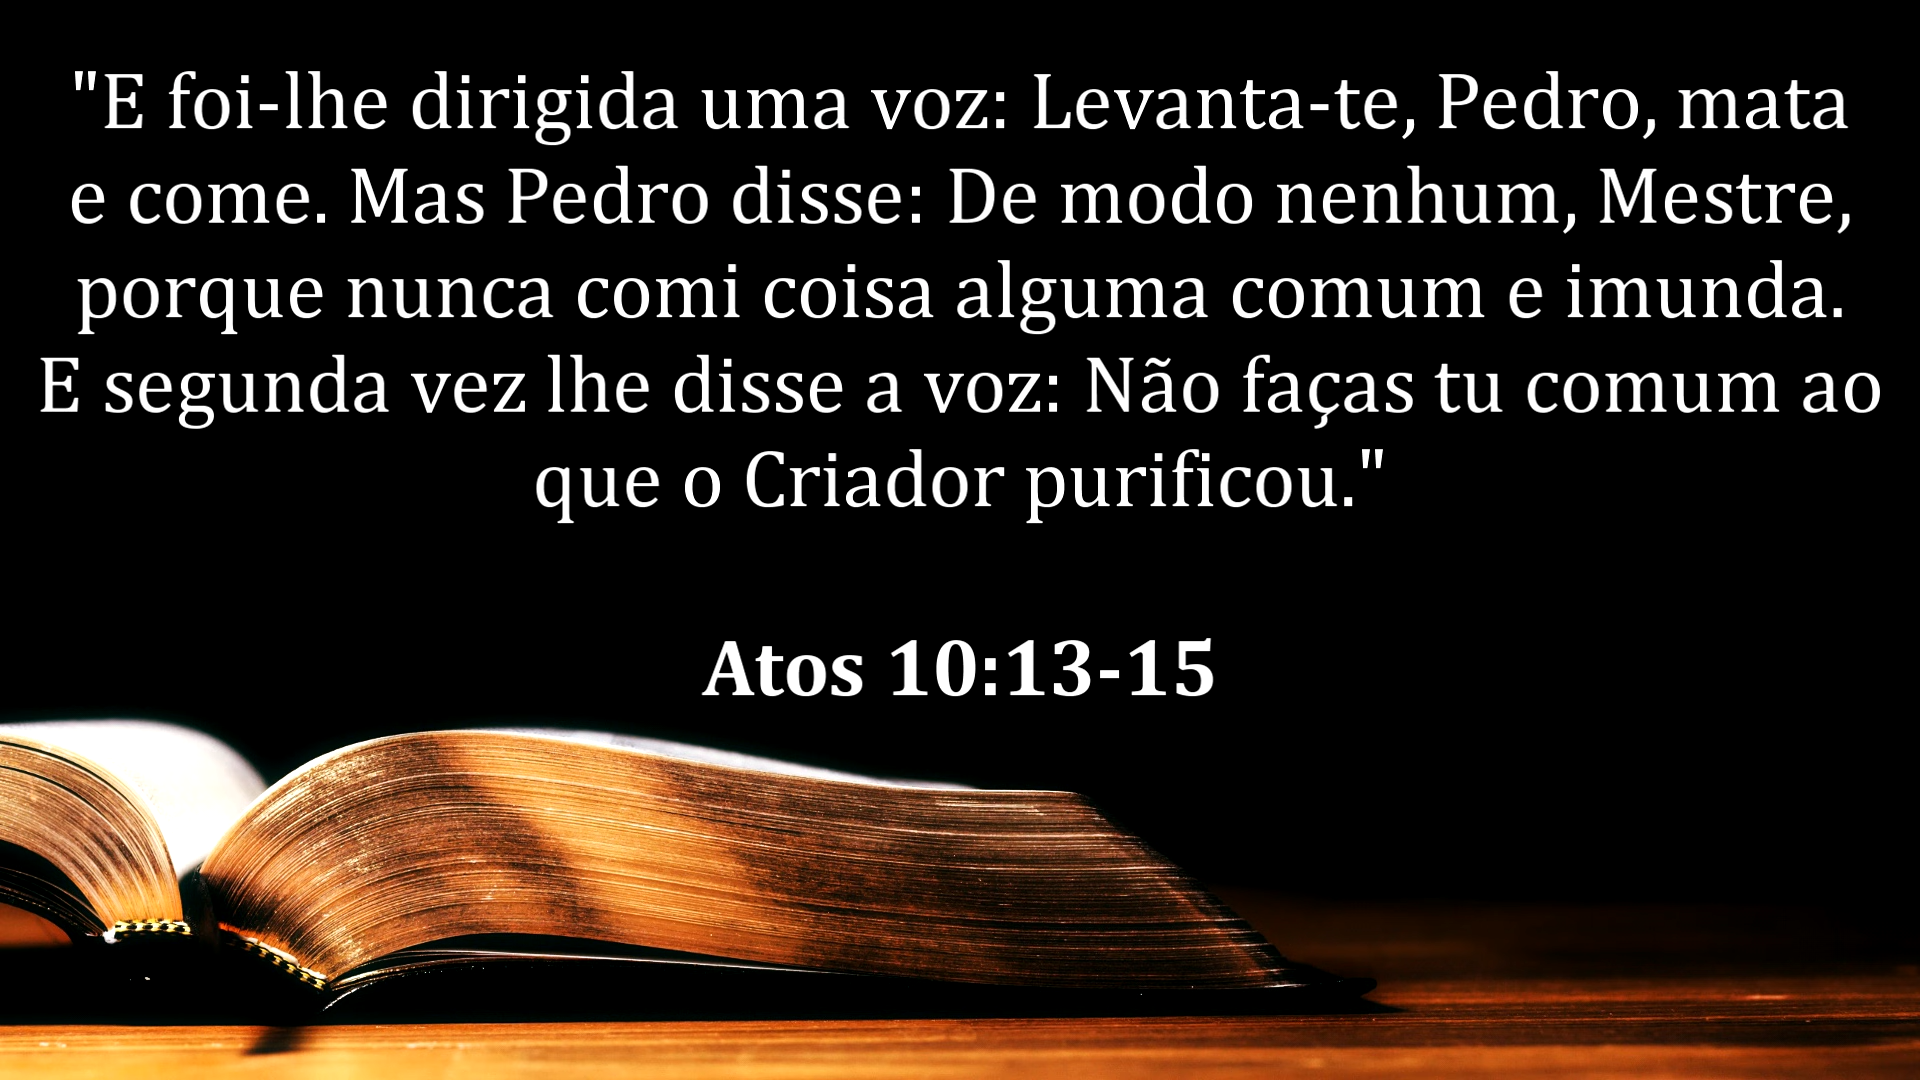 "E foi-lhe dirigida uma voz: Levanta-te, Pedro, mata
e come. Mas Pedro disse: De modo nenhum, Mestre,
porque nunca comi coisa alguma comum e imunda.
E segunda vez lhe disse a voz: Não faças tu comum ao
que o Criador purificou."
Atos 10:13-15